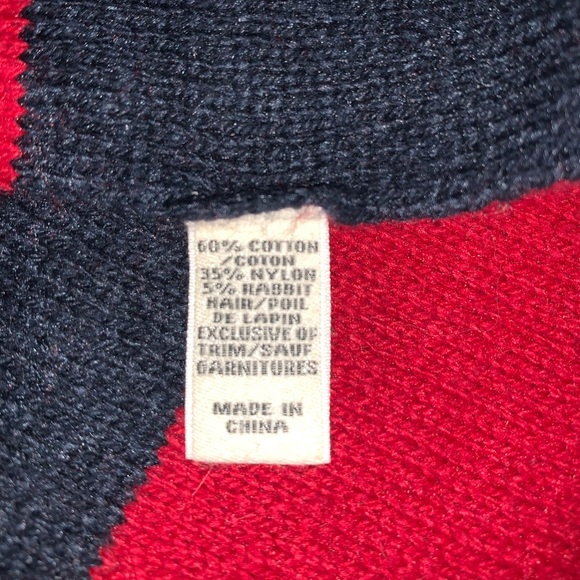 60% COTTON
/COTON
35% NYLON
5% RABBIT
HAIR/POIL
DE LAPIN
EXCLUSIVE OF
TRIM/SAUF
GARNITURES
MADE IN
CHINA